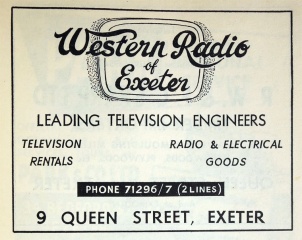 Western Radio
of
Exeter
LEADING TELEVISION ENGINEERS
TELEVISION RENTALS
RADIO & ELECTRICAL GOODS
PHONE 71296/7 (2 LINES)
9 QUEEN STREET, EXETER